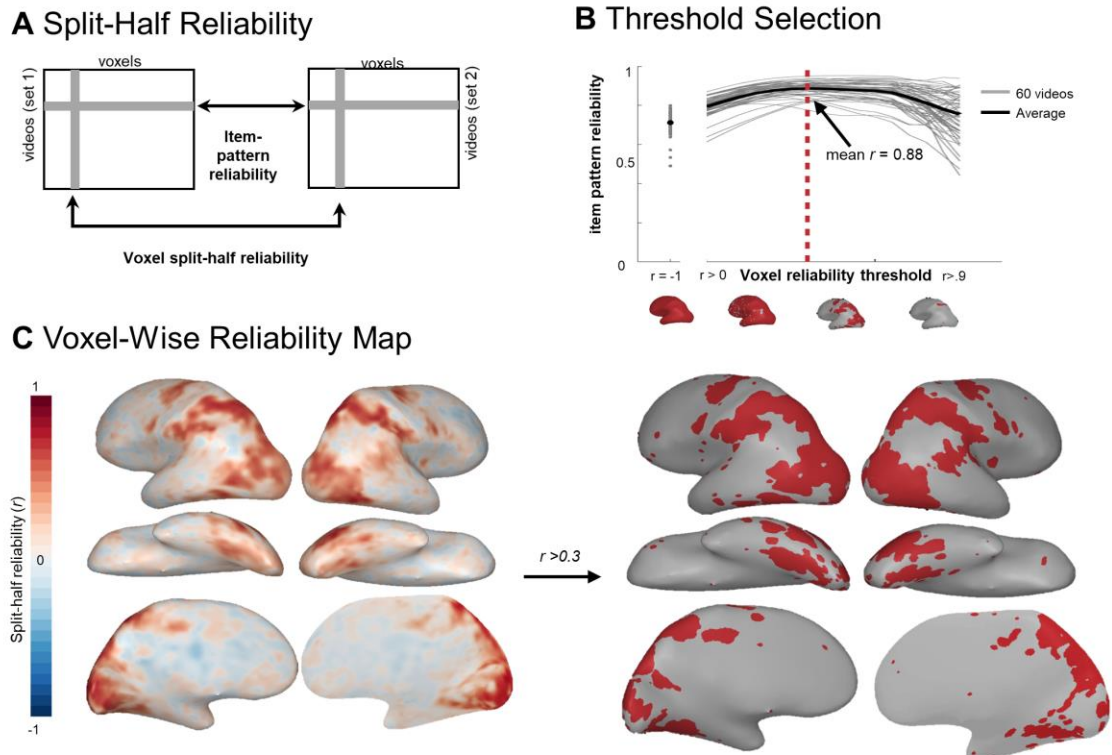 A Split-Half Reliability
voxels
videos (set 1)
Item-
pattern
reliability
voxels
videos (set 2)
Voxel split-half reliability
B Threshold Selection
item pattern reliability
1
0.5
0
60 videos
Average
mean r = 0.88
r = -1
r > 0
Voxel reliability threshold
r>.9
C Voxel-Wise Reliability Map
Split-half reliability (r)
1
0
-1
r >0.3